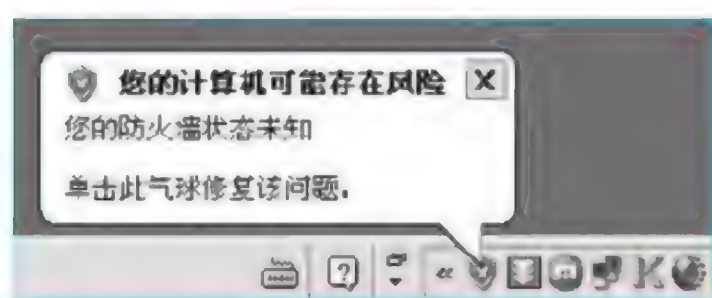 您的计算机可能存在风险
您的防火墙状态未知
单击此气球修复该问题。